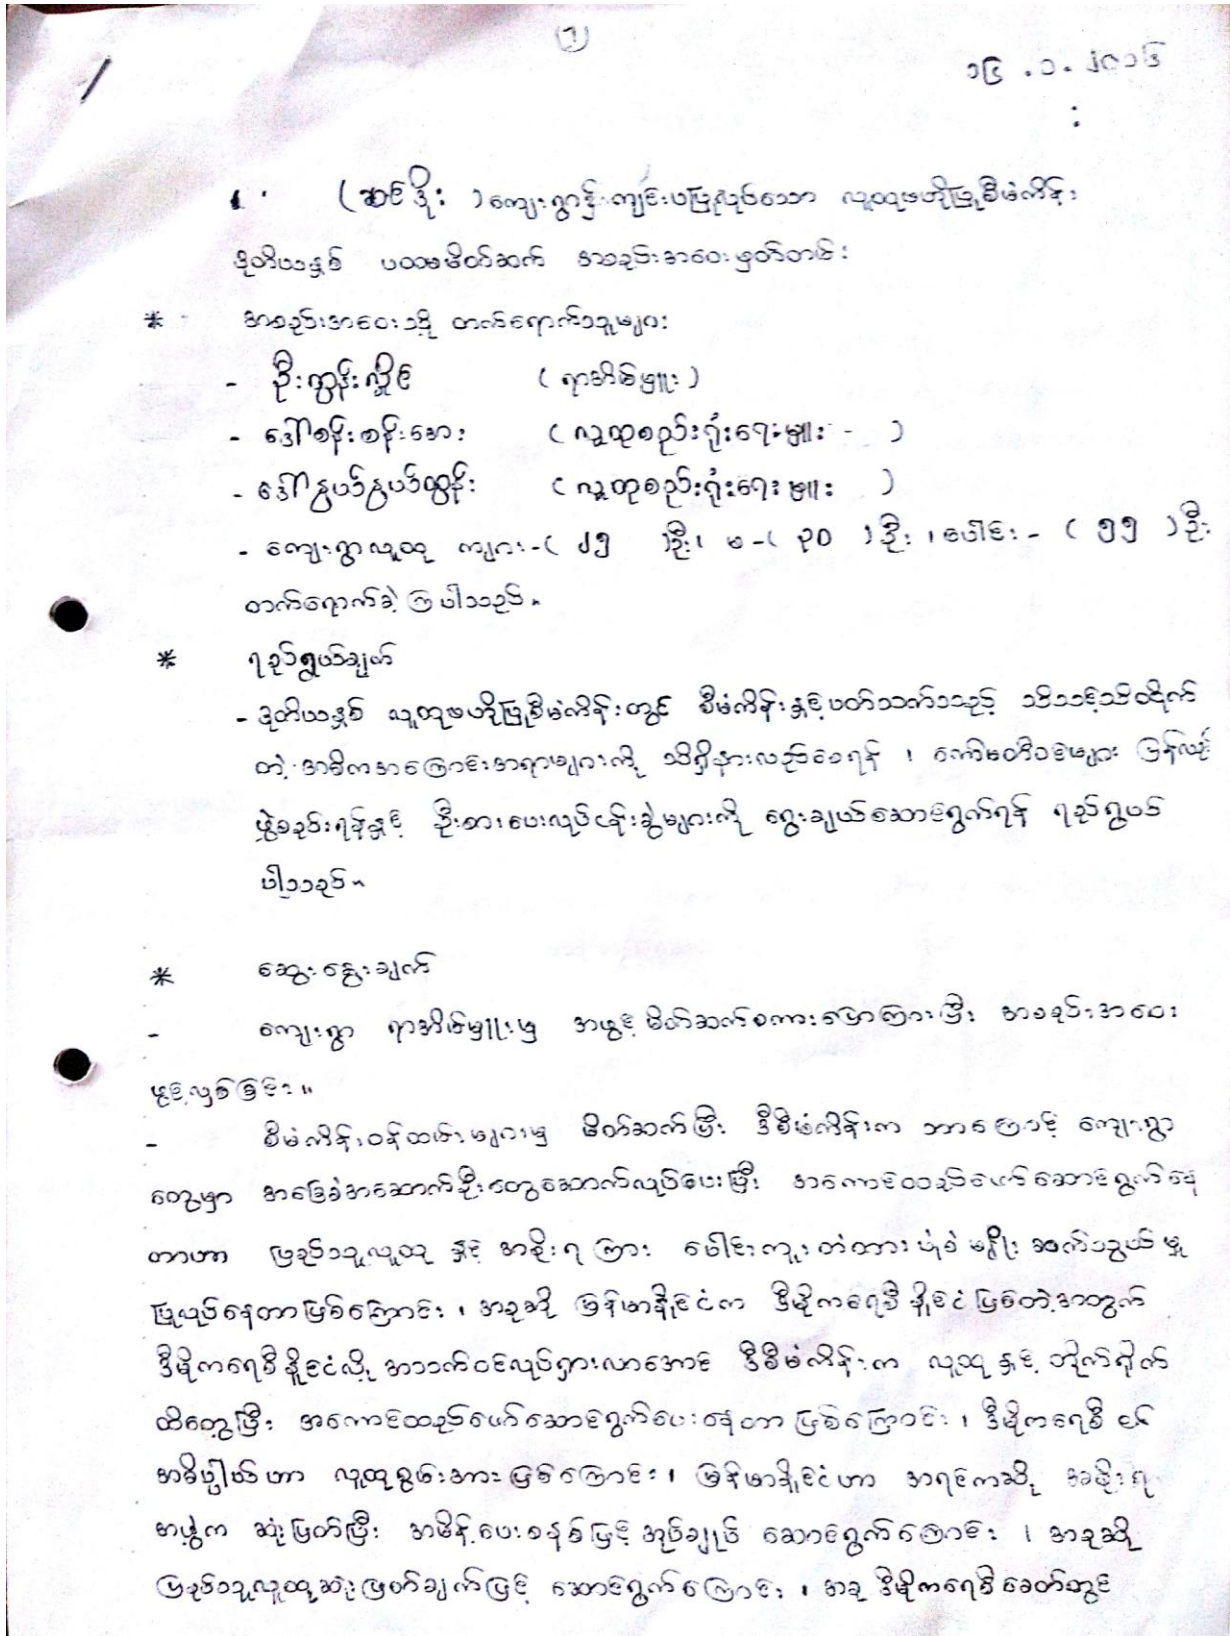 (၇)
၁၄.၁.၂၀၁၆
၁. (ဆင်ဒိုး )ကျေးရွာ၌ ကျင်းပပြုလုပ်သော လူထုဗဟိုပြုစီမံကိန်း
ဒုတိယနှစ် ပထမမိတ်ဆက် အစည်းအဝေးမှတ်တမ်း
* အစည်းအဝေးသို့ တက်ရောက်သူများ
- ဦးထွန်းလှိုင် ( ရာအိမ်မှူး )
- ဒေါ်စန်းစန်းအေး ( လူထုစည်းရုံးရေးမှူး - )
- ဒေါ်နွယ်နွယ်ထွန်း ( လူထုစည်းရုံးရေးမှူး )
- ကျေးရွာလူထု ကျား-( ၂၅ )ဦး၊ မ-( ၃၀ )ဦး ၊ပေါင်း - ( ၅၅ )ဦး
တက်ရောက်ခဲ့ကြပါသည်။
* ရည်ရွယ်ချက်
- ဒုတိယနှစ် လူထုဗဟိုပြုစီမံကိန်းတွင် စီမံကိန်းနှင့်ပတ်သက်သည့် သိသင့်သိထိုက်
တဲ့ အဓိကအကြောင်းအရာများကို သိရှိနားလည်စေရန် ၊ ကော်မတီဝင်များ ပြန်လည်
ဖွဲ့စည်းရန်နှင့် ဦးစားပေးလုပ်ငန်းခွဲများကို ရွေးချယ်ဆောင်ရွက်ရန် ရည်ရွယ်
ပါသည်။
* ဆွေးနွေးချက်
- ကျေးရွာ ရာအိမ်မှူးမှ အဖွင့်မိတ်ဆက်စကားပြောကြားပြီး အစည်းအဝေး
ဖွင့်လှစ်ခြင်း။
- စီမံကိန်းဝန်ထမ်းများမှ မိတ်ဆက်ပြီး ဒီစီမံကိန်းက ဘာကြောင့် ကျေးရွာ
တွေမှာ အခြေခံအဆောက်ဦးတွေဆောက်လုပ်ပေးပြီး အကောင်ထည်ဖော်ဆောင်ရွက်နေ
တာဟာ ပြည်သူလူထု နှင့် အစိုးရ ကြား ပေါင်းကူးတံတားပုံစံ မျိုး ဆက်သွယ်မှု
ပြုလုပ်နေတာဖြစ်ကြောင်း ၊ အခုဆို မြန်မာနိုင်ငံက ဒီမိုကရေစီနိုင်ငံ ဖြစ်တဲ့အတွက်
ဒီမိုကရေစီနိုင်ငံလို့ အသက်ဝင်လှုပ်ရှားလာအောင် ဒီစီမံကိန်းက လူထု နှင့် တိုက်ရိုက်
ထိတွေ့ပြီး အကောင်ထည်ဖော်ဆောင်ရွက်ပေးနေတာ ဖြစ်ကြောင်း ၊ ဒီမိုကရေစီ ၎င်း
အဓိပ္ပါယ်ဟာ လူထုစွမ်းအား ဖြစ်ကြောင်း ၊ မြန်မာနိုင်ငံဟာ အရင်ကဆို အစိုးရ
အဖွဲ့က ဆုံးဖြတ်ပြီး အမိန့်ပေးစနစ်ဖြင့် အုပ်ချုပ် ဆောင်ရွက်ကြောင်း ၊ အခုဆို
ပြည်သူလူထုဆုံးဖြတ်ချက်ဖြင့် ဆောင်ရွက်ကြောင်း ၊ အခု ဒီမိုကရေစီခေတ်တွင်